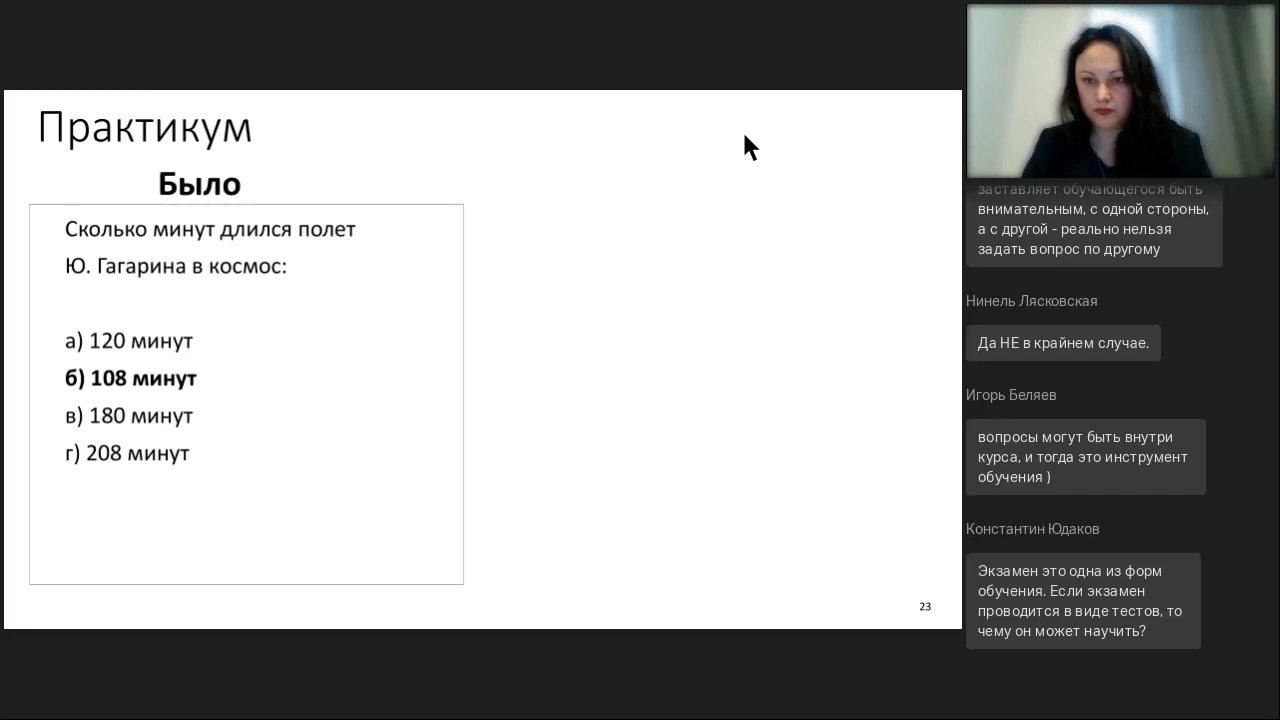 Практикум
Было
Сколько минут длился полет
Ю. Гагарина в космос:
а) 120 минут
б) 108 минут
в) 180 минут
г) 208 минут
23
заставляет обучающегося быть
внимательным, с одной стороны,
а с другой - реально нельзя
задать вопрос по другому
Нинель Лясковская
Да НЕ в крайнем случае.
Игорь Беляев
вопросы могут быть внутри
курса, и тогда это инструмент
обучения )
Константин Юдаков
Экзамен это одна из форм
обучения. Если экзамен
проводится в виде тестов, то
чему он может научить?